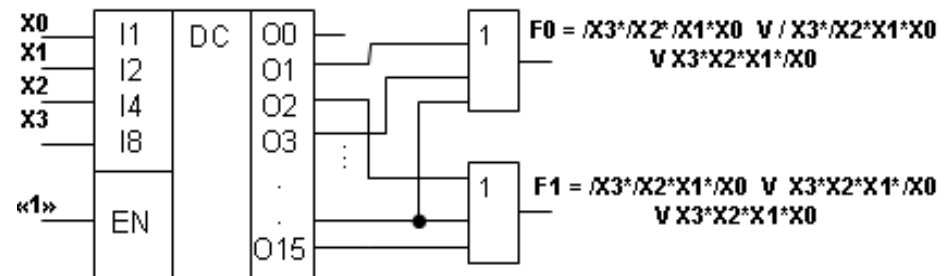 X0
X1
X2
X3
«1»
I1
I2
I4
I8
EN
DC
O0
O1
O2
O3
O15
1
F0 = /X3*/X2*/X1*X0 V / X3*/X2*X1*X0
V X3*X2*X1*/X0
1
F1 = /X3*/X2*X1*/X0 V X3*X2*X1*/X0
V X3*X2*X1*X0